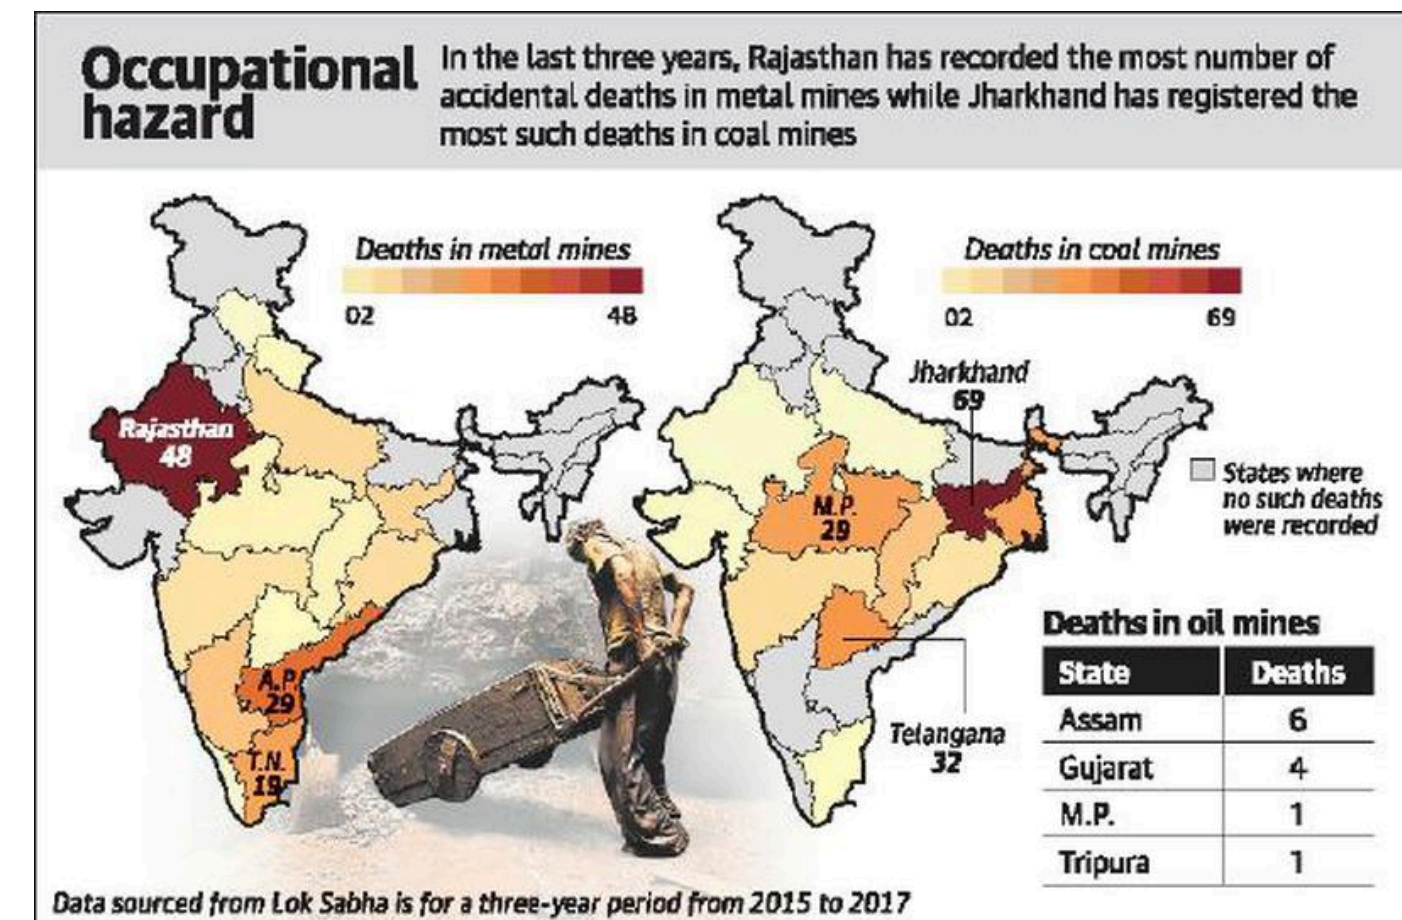 Occupational
hazard
In the last three years, Rajasthan has recorded the most number of
accidental deaths in metal mines while Jharkhand has registered the
most such deaths in coal mines
Deaths in metal mines
02 48
Rajasthan
48
A.P.
29
T.N.
19
Deaths in coal mines
02 69
Jharkhand
69
M.P.
29
Telangana
32
States where
no such deaths
were recorded
Deaths in oil mines
State Deaths
Assam 6
Gujarat 4
M.P. 1
Tripura 1
Data sourced from Lok Sabha is for a three-year period from 2015 to 2017